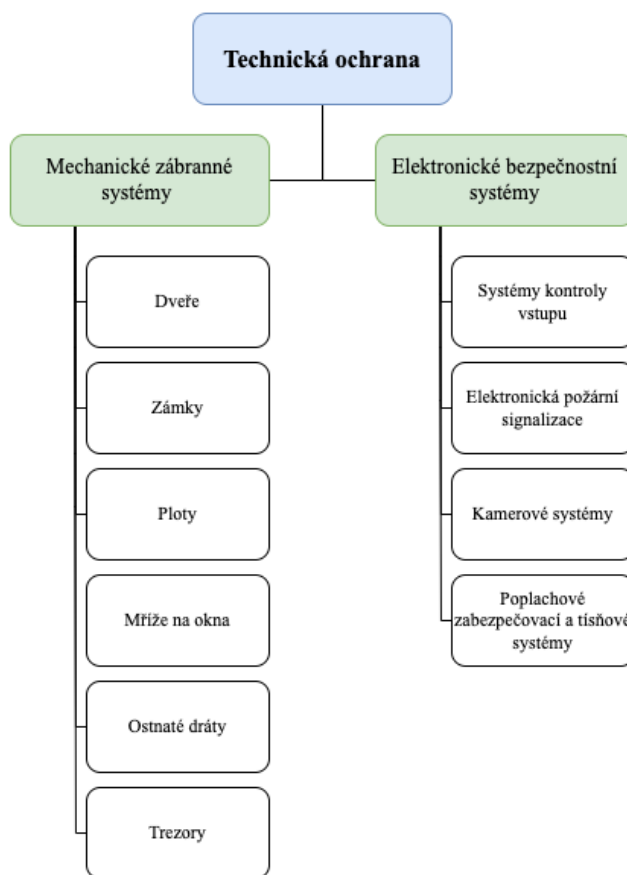 Technická ochrana
Mechanické zábranné
systémy
Elektronické bezpečnostní
systémy
Dveře
Zámky
Ploty
Mříže na okna
Ostnaté dráty
Trezory
Systémy kontroly
vstupu
Elektronická požární
signalizace
Kamerové systémy
Poplachové
zabezpečovací a tísňové
systémy